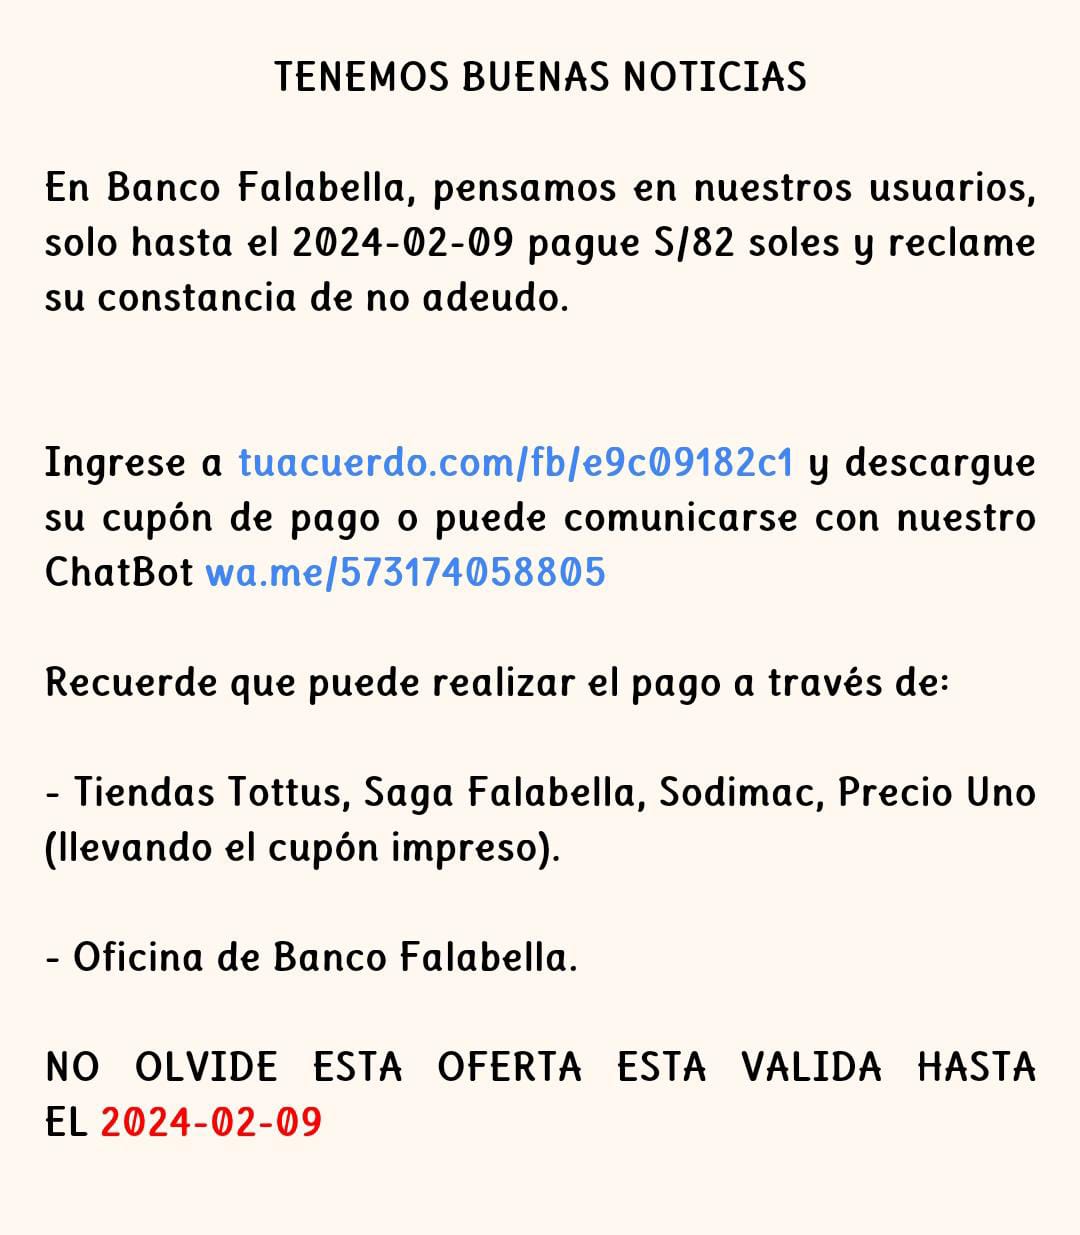 TENEMOS BUENAS NOTICIAS
En Banco Falabella, pensamos en nuestros usuarios,
solo hasta el 2024-02-09 pague S/82 soles y reclame
su constancia de no adeudo.
Ingrese a tuacuerdo.com/fb/e9c09182c1 y descargue
su cupón de pago o puede comunicarse con nuestro
ChatBot wa.me/573174058805
Recuerde que puede realizar el pago a través de:
- Tiendas Tottus, Saga Falabella, Sodimac, Precio Uno
(llevando el cupón impreso).
- Oficina de Banco Falabella.
NO OLVIDE ESTA OFERTA ESTA VALIDA HASTA
EL 2024-02-09